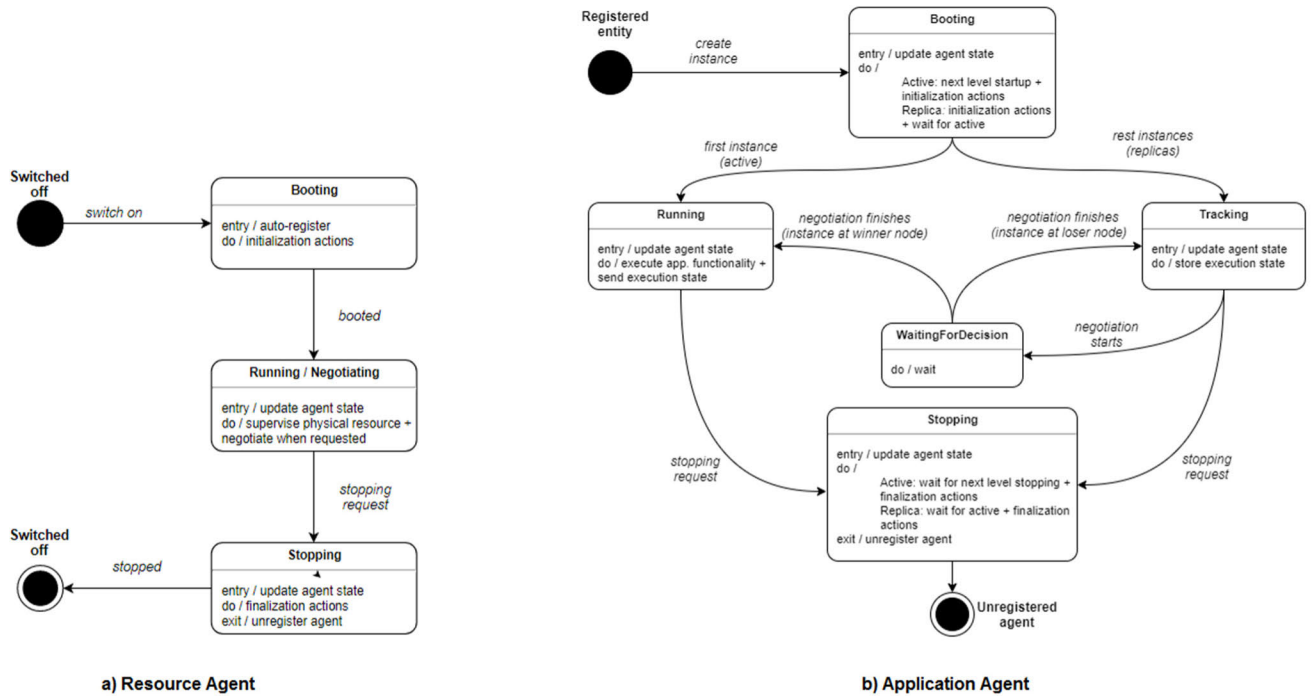 Switched
off
switch on
Booting
entry / auto-register
do / initialization actions
booted
Running / Negotiating
entry / update agent state
do / supervise physical resource +
negotiate when requested
stopping
request
Switched
off
stopped
Stopping
entry / update agent state
do / finalization actions
exit / unregister agent
a) Resource Agent
Registered
entity
create
instance
Booting
entry / update agent state
do /
Active: next level startup +
initialization actions
Replica: initialization actions
+ wait for active
first instance
(active)
rest instances
(replicas)
Running
entry / update agent state
do / execute app. functionality +
send execution state
negotiation finishes
(instance at winner node)
negotiation finishes
(instance at loser node)
Tracking
entry / update agent state
do / store execution state
WaitingForDecision
do / wait
negotiation
starts
stopping
request
Stopping
entry / update agent state
do /
Active: wait for next level stopping +
finalization actions
Replica: wait for active + finalization
actions
exit / unregister agent
stopping
request
Unregistered
agent
b) Application Agent